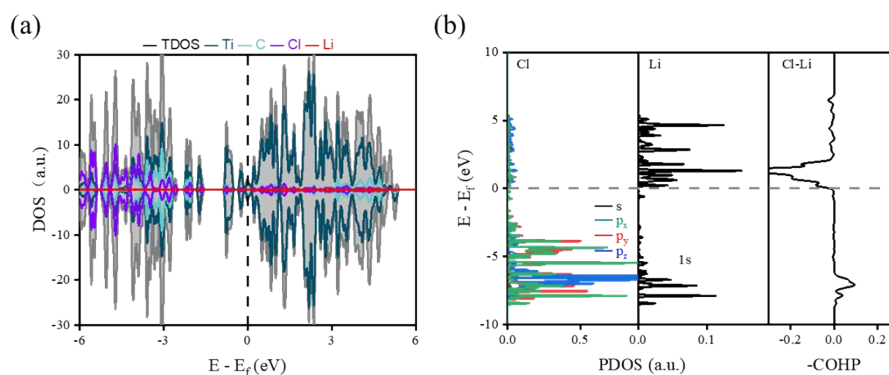 (a)
TDOS Ti C Cl Li
30
20
10
0
-10
-20
-30
DOS (a.u.)
-6 -3 0 3 6
E - Ef (eV)
(b)
Cl Li Cl-Li
10
5
0
-5
-10
E - Ef (eV)
s
px
py
pz
1s
0.5 0.0 0.1 -0.2 0.0 0.2
PDOS (a.u.) -COHP